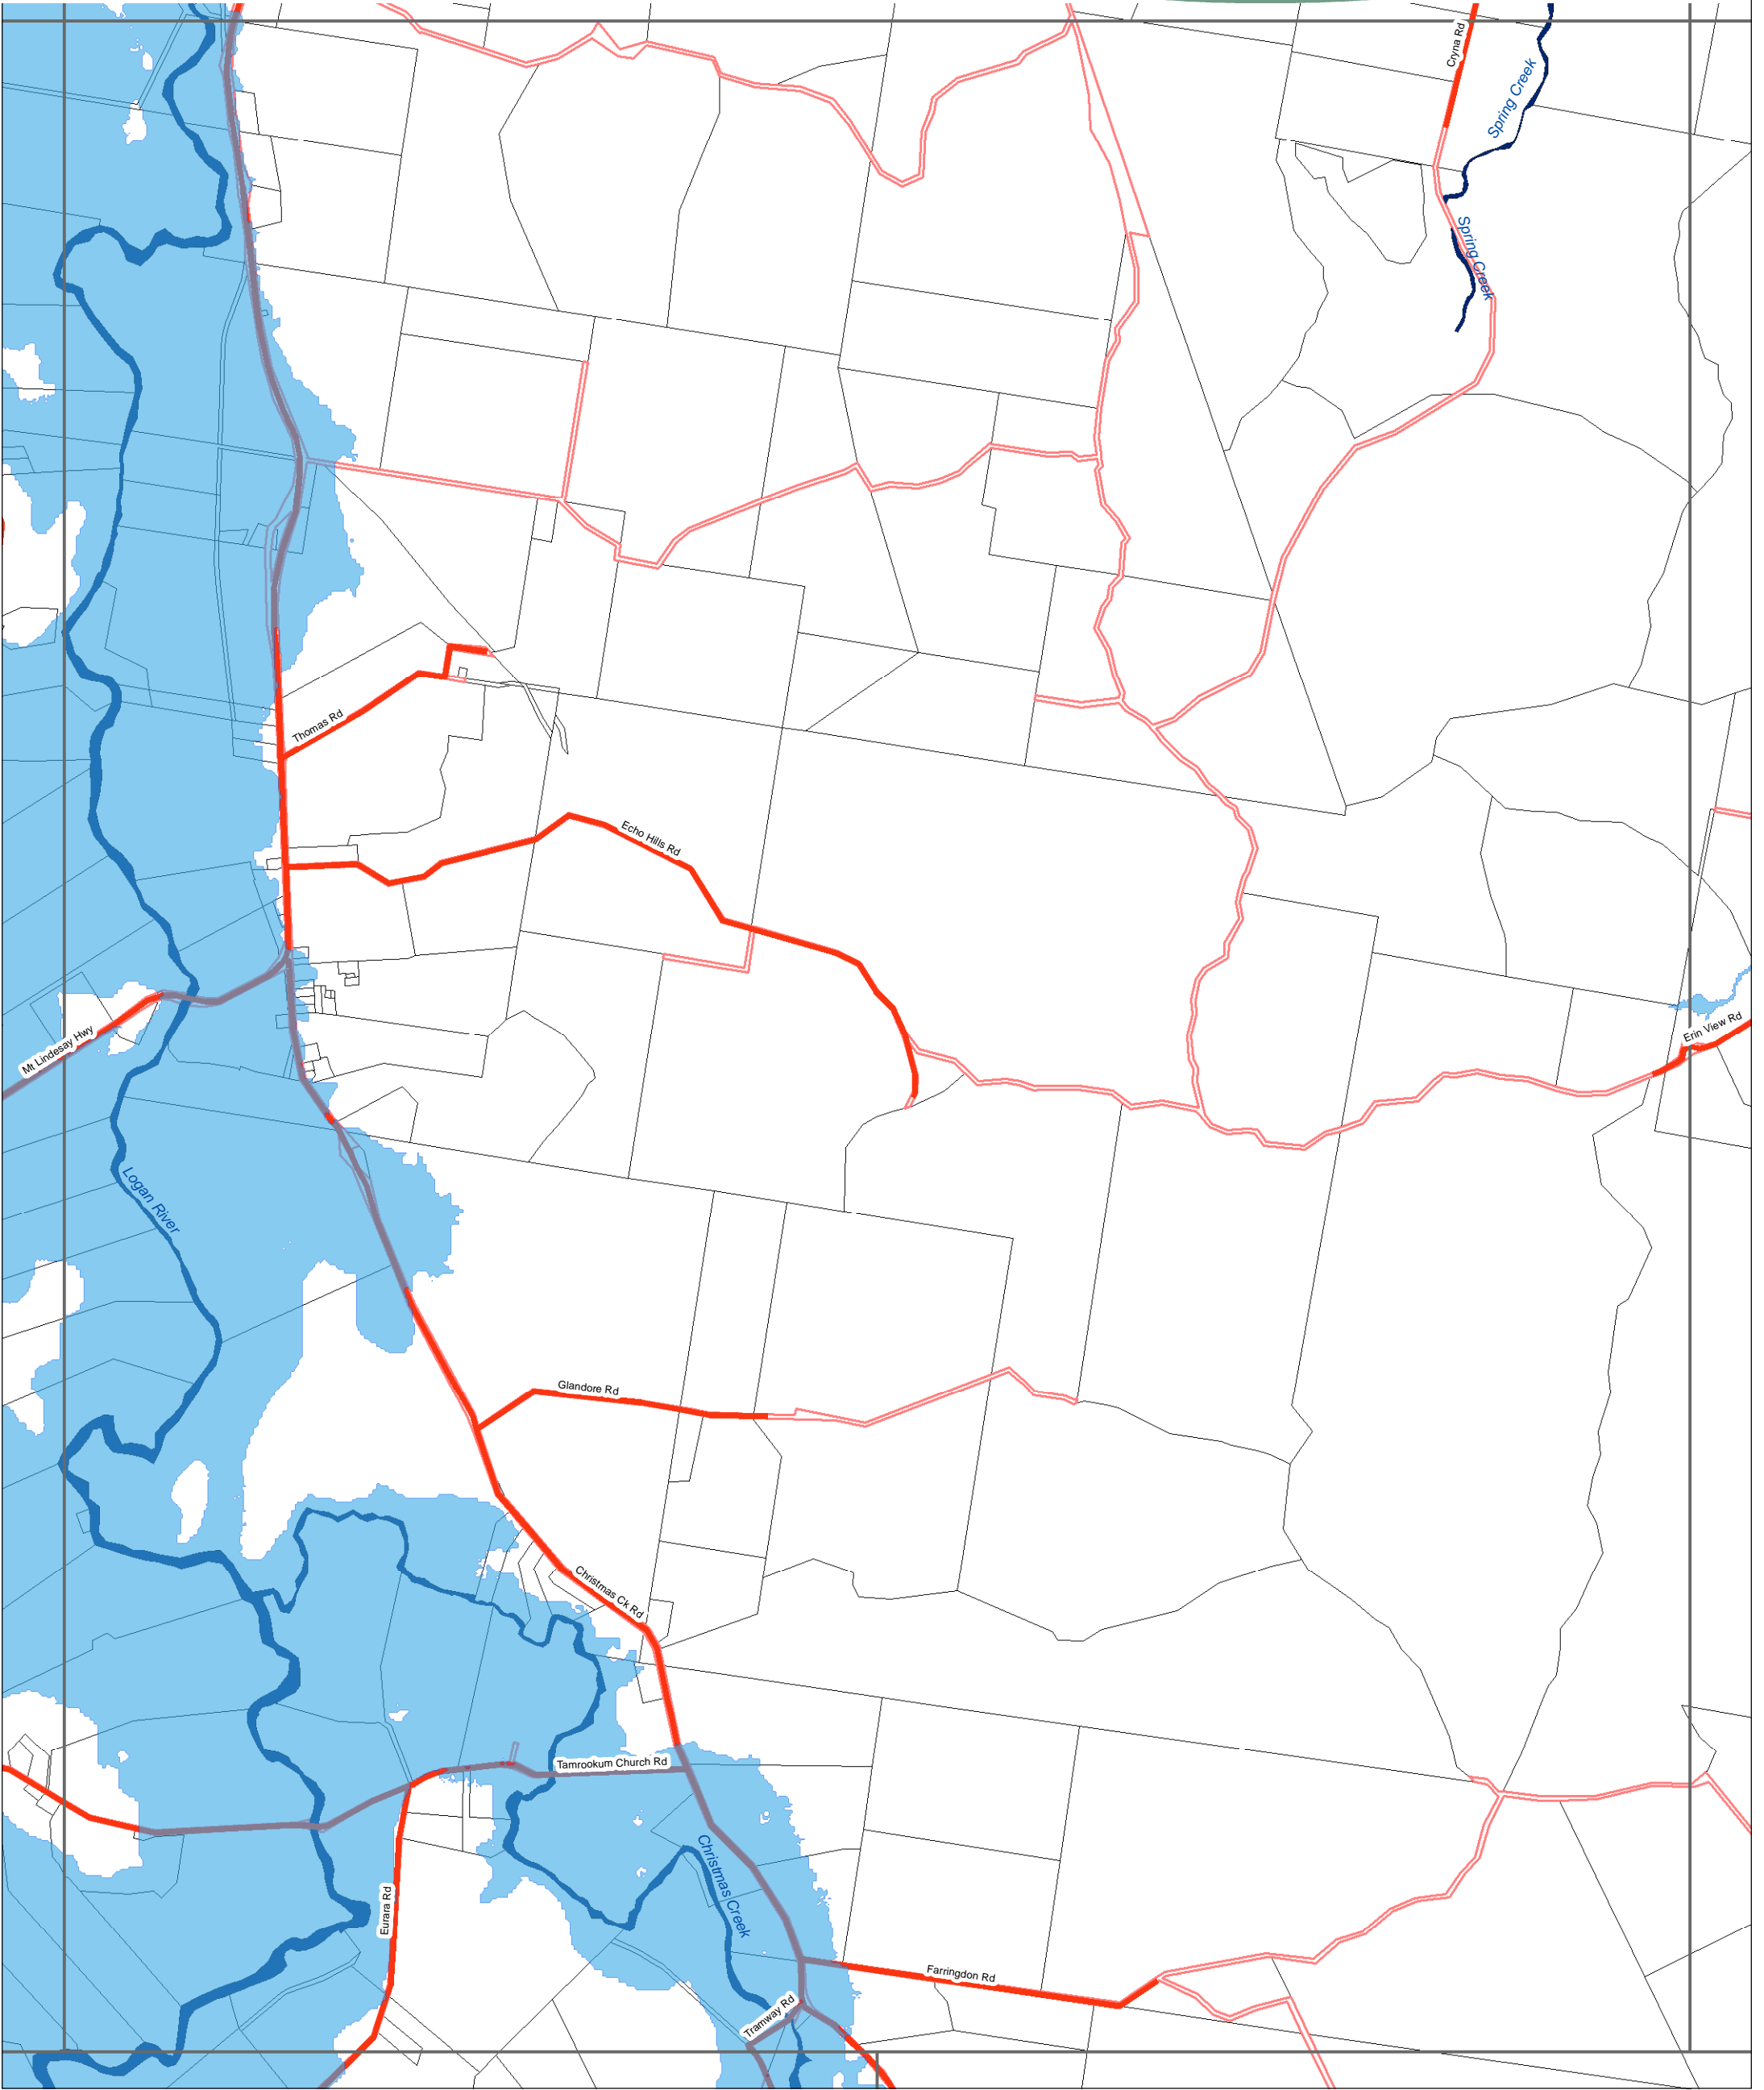 Cryna Rd
Spring Creek
Spring Creek
Thomas Rd
Echo Hills Rd
Mt Lindesay Hwy
Erin View Rd
Logan River
Glandore Rd
Christmas Ck Rd
Tamrookum Church Rd
Christmas Creek
Eurara Rd
Farringdon Rd
Tramway Rd